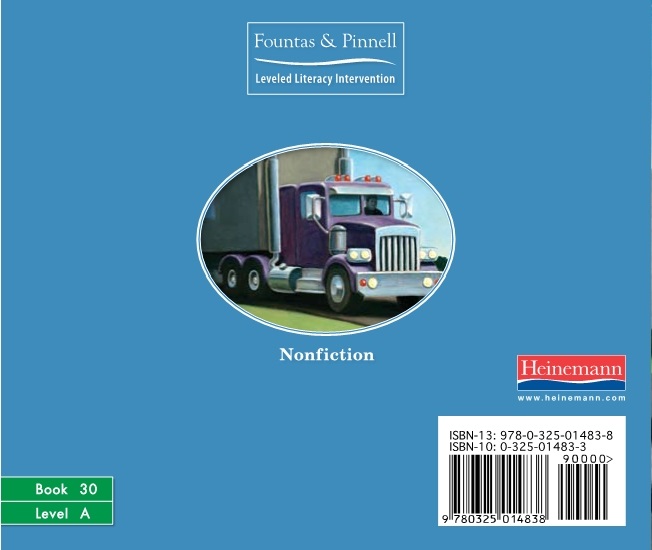 Fountas & Pinnell
Leveled Literacy Intervention
Nonfiction
Heinemann
www.heinemann.com
ISBN-13: 978-0-325-01483-8
ISBN-10: 0-325-01483-3
90000>
9 780325 014838
Book 30
Level A